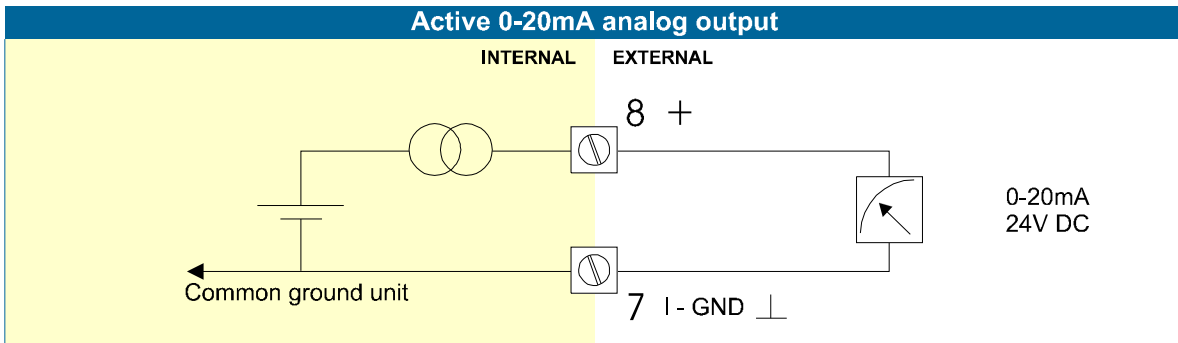 Active 0-20mA analog output
INTERNAL EXTERNAL
8 +
0-20mA
24V DC
Common ground unit
7 I - GND ⊥